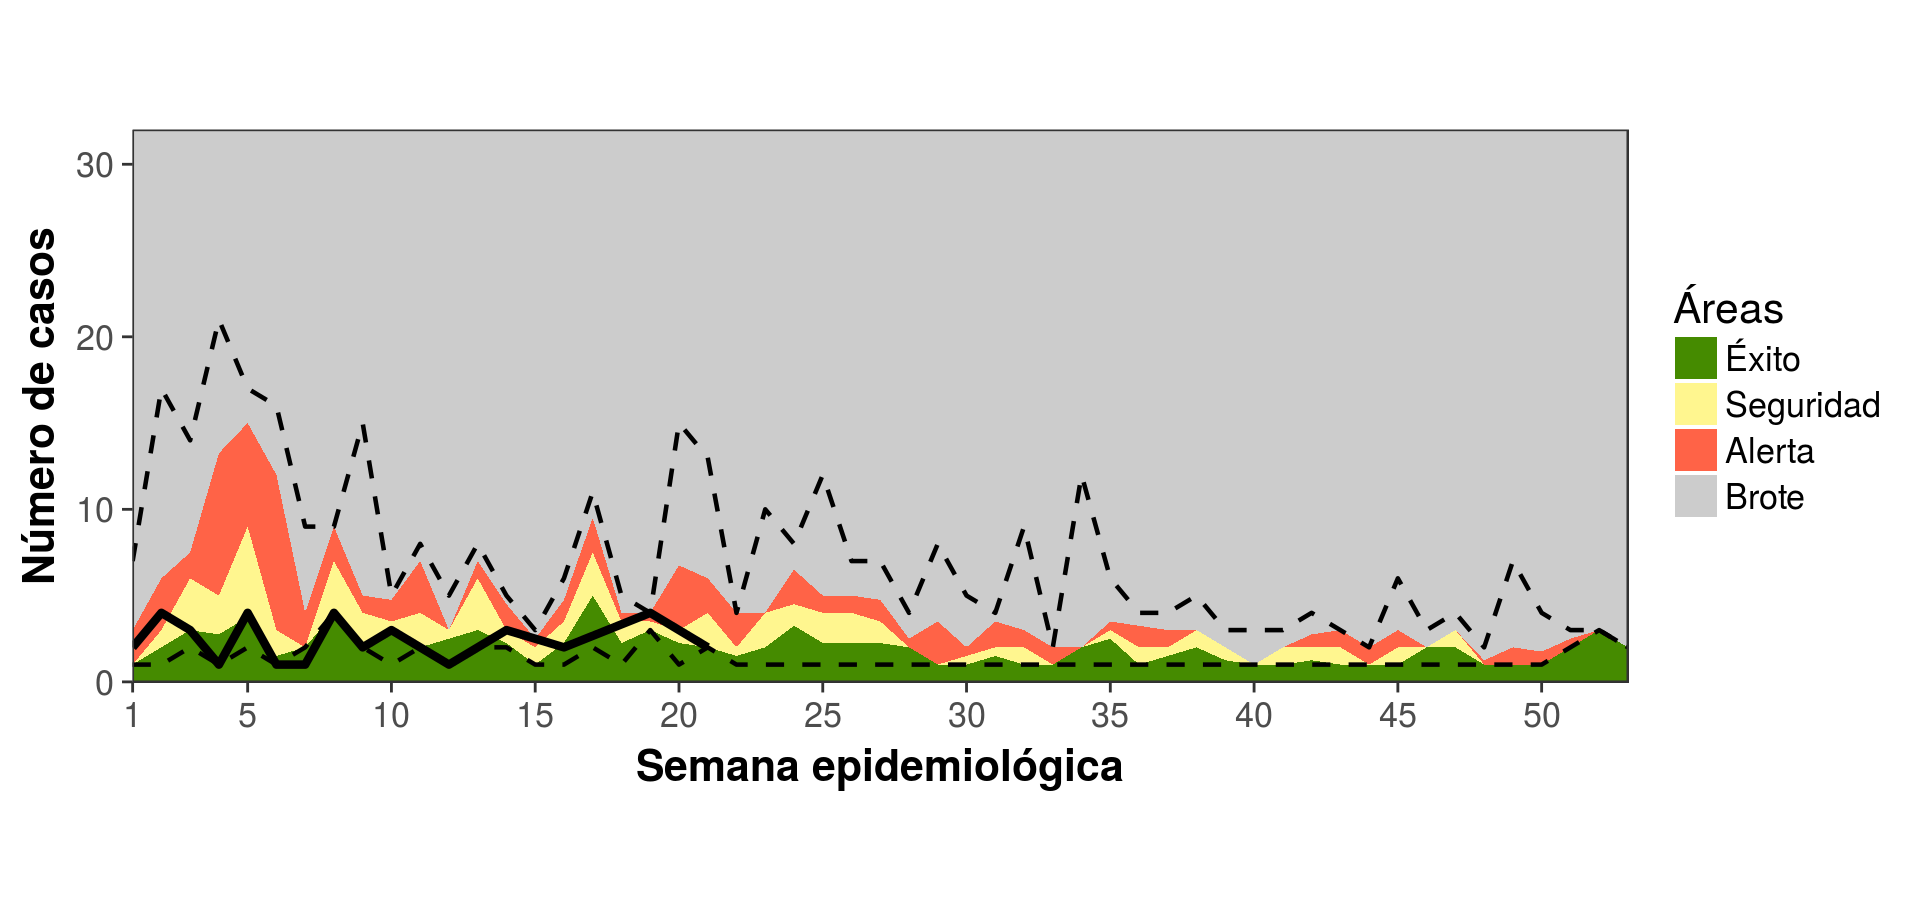 Número de casos
30
20
10
0
1 5 10 15 20 25 30 35 40 45 50
Semana epidemiológica
Áreas
Éxito
Seguridad
Alerta
Brote